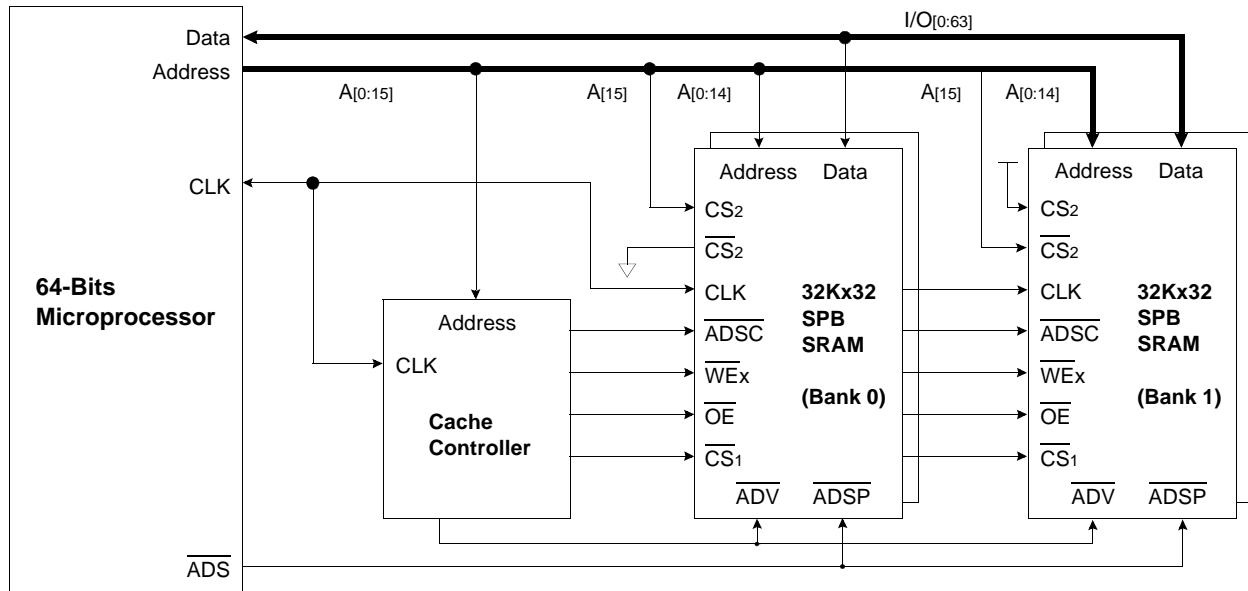 I/O[0:63]
Data
Address
A[0:15]
A[15]
A[0:14]
A[15]
A[0:14]
CLK
64-Bits
Microprocessor
ADS
Address
CLK
Cache
Controller
Address Data
CS2
CS2
CLK
ADSC
WEx
OE
CS1
32Kx32
SPB
SRAM
(Bank 0)
ADV ADSP
Address Data
CS2
CS2
CLK
ADSC
WEx
OE
CS1
32Kx32
SPB
SRAM
(Bank 1)
ADV ADSP